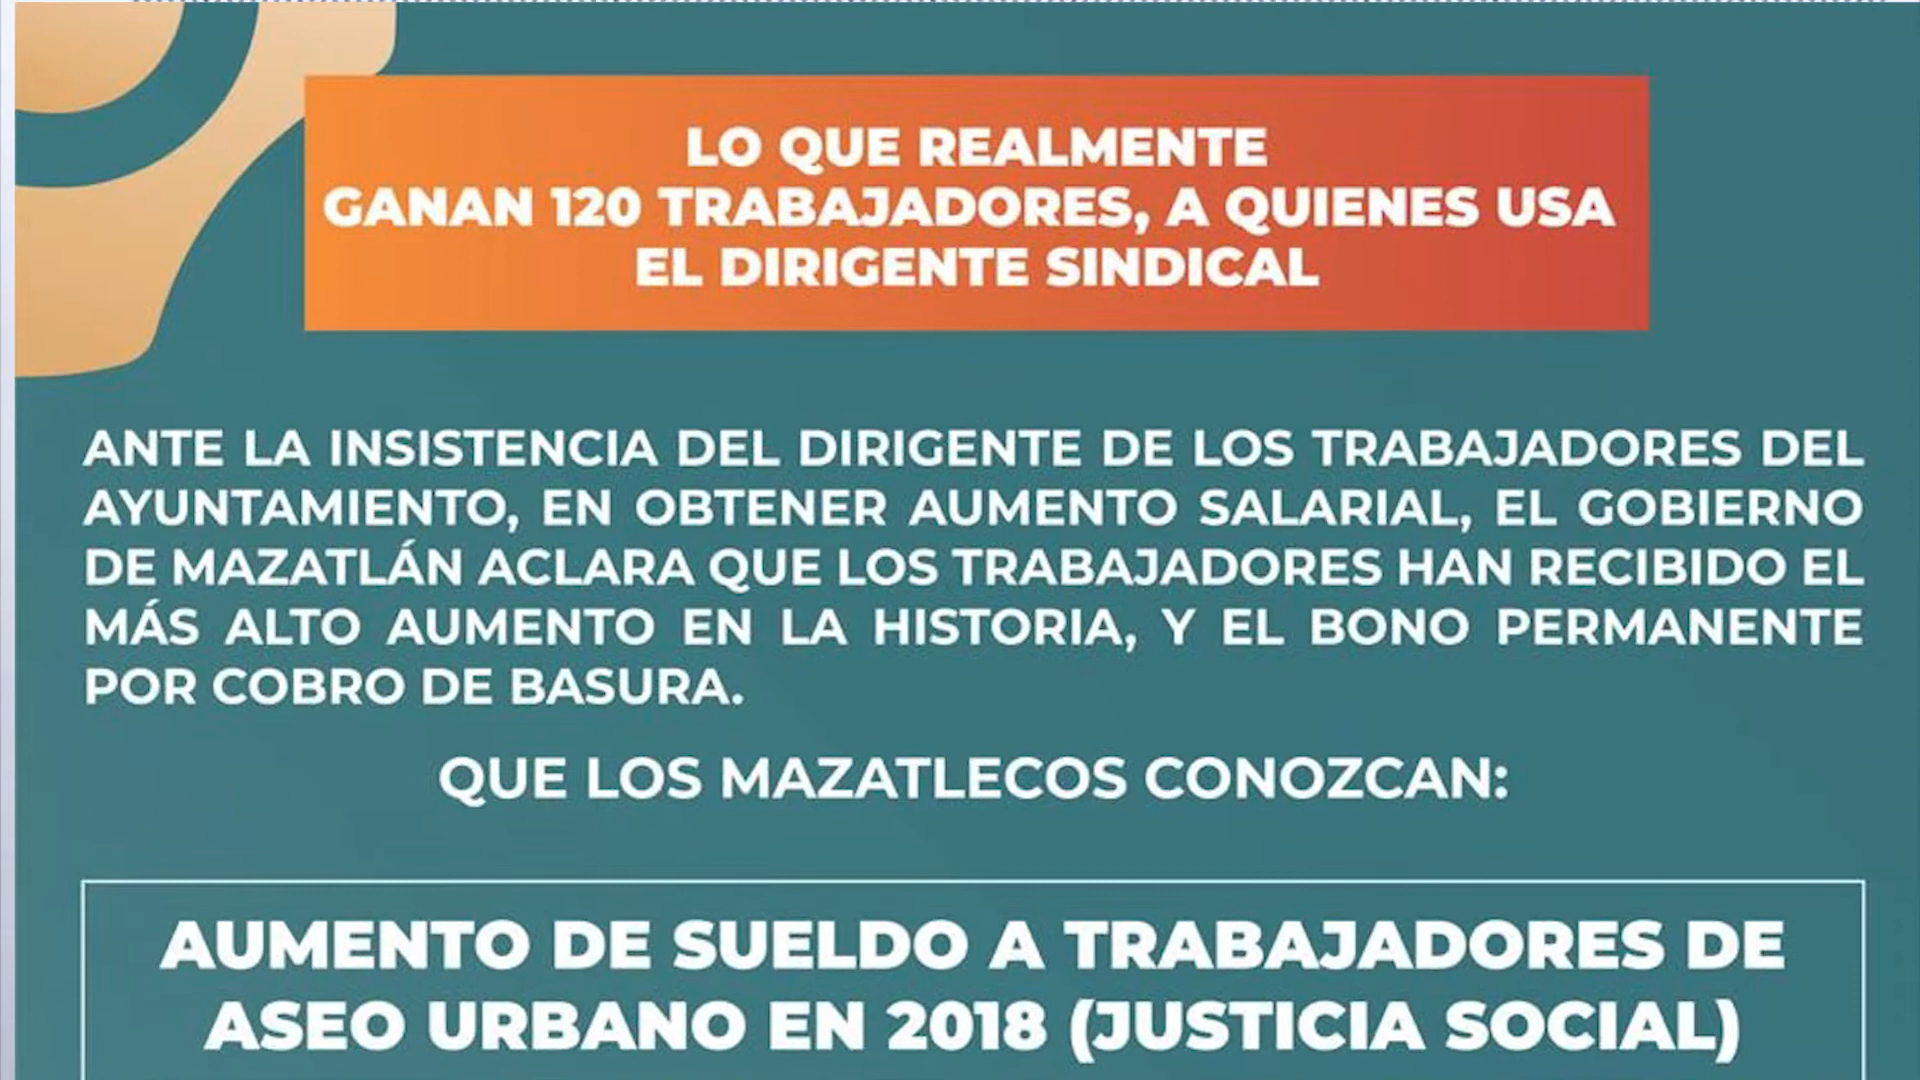 LO QUE REALMENTE
GANAN 120 TRABAJADORES, A QUIENES USA
EL DIRIGENTE SINDICAL
ANTE LA INSISTENCIA DEL DIRIGENTE DE LOS TRABAJADORES DEL
AYUNTAMIENTO, EN OBTENER AUMENTO SALARIAL, EL GOBIERNO
DE MAZATLÁN ACLARA QUE LOS TRABAJADORES HAN RECIBIDO EL
MÁS ALTO AUMENTO EN LA HISTORIA, Y EL BONO PERMANENTE
POR COBRO DE BASURA.
QUE LOS MAZATLECOS CONOZCAN:
AUMENTO DE SUELDO A TRABAJADORES DE
ASEO URBANO EN 2018 (JUSTICIA SOCIAL)